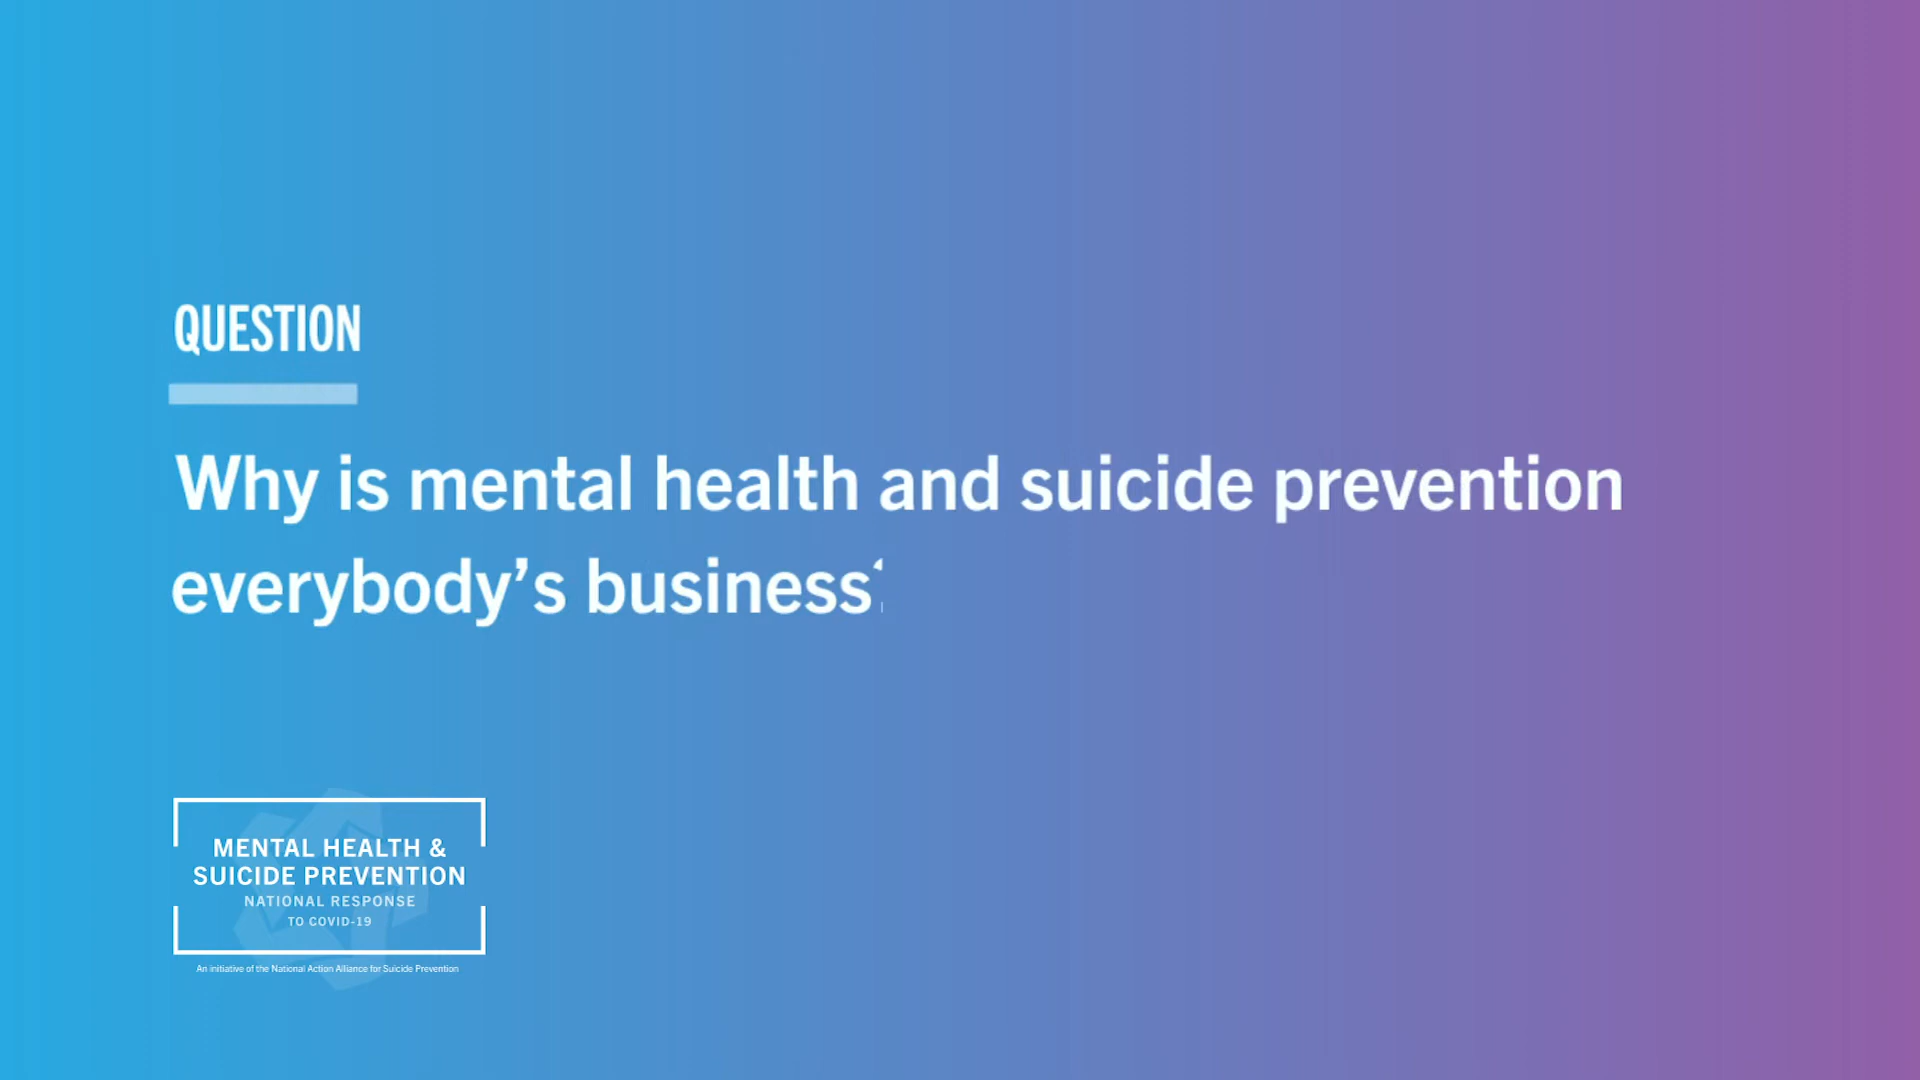 QUESTION
Why is mental health and suicide prevention
everybody’s business
MENTAL HEALTH &
SUICIDE PREVENTION
NATIONAL RESPONSE
TO COVID-19
An initiative of the National Action Alliance for Suicide Prevention